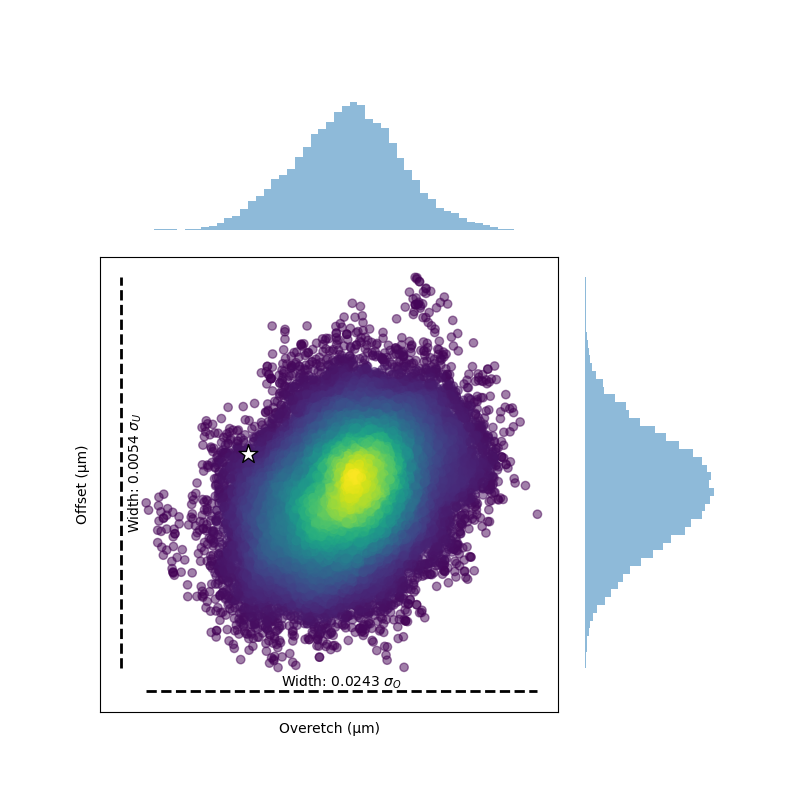 Offset (µm)
Width: 0.0054 σ_U
Width: 0.0243 σ_O
Overetch (µm)